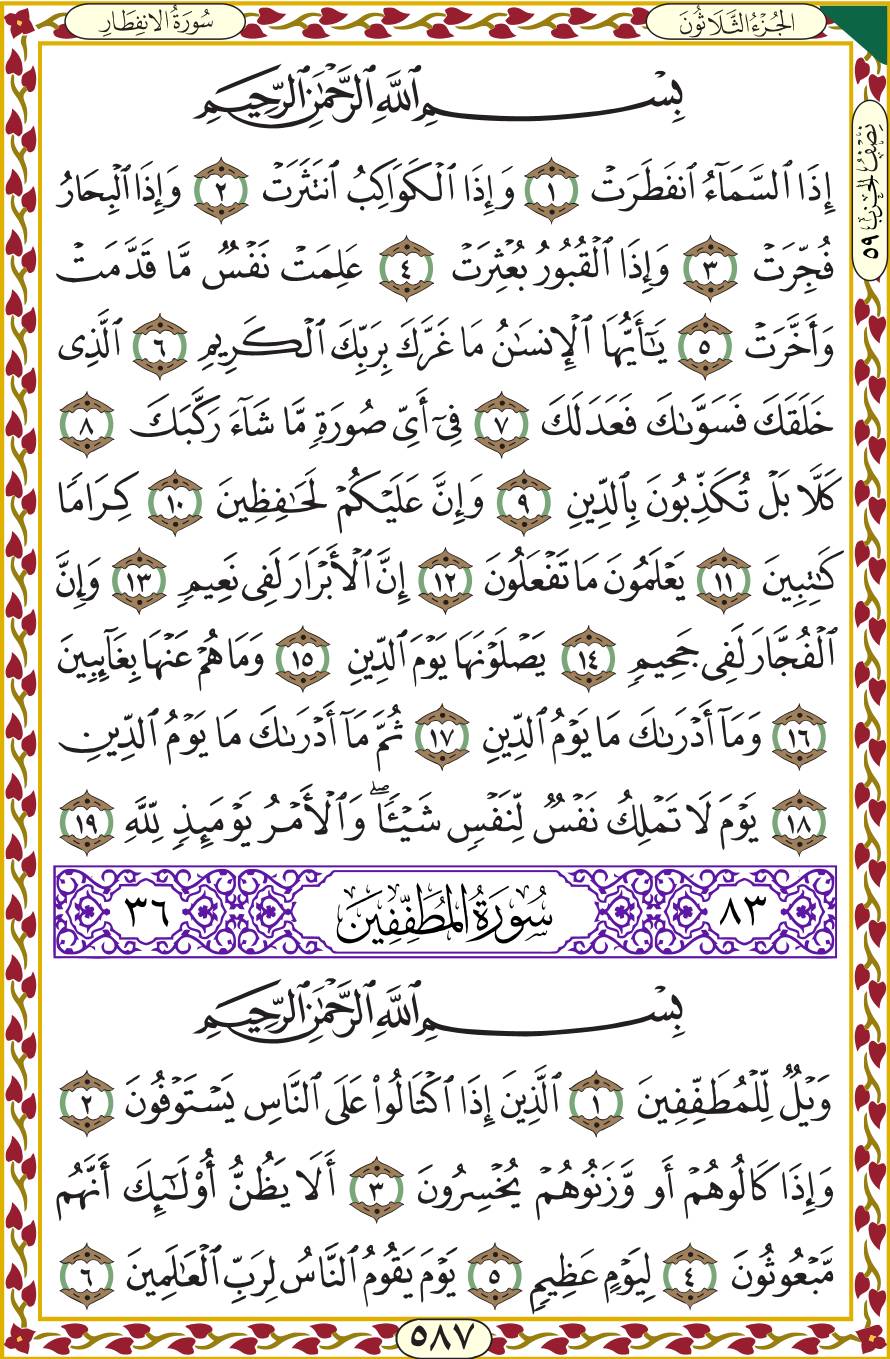 الجُزْءُ الثَّلَاثُونَ
سُورَةُ الانفِطَارِ
نِصْفُ الحِزْبِ ٥٩
بِسْمِ ٱللَّهِ ٱلرَّحْمَٰنِ ٱلرَّحِيمِ
إِذَا ٱلسَّمَآءُ ٱنفَطَرَتْ ١ وَإِذَا ٱلْكَوَاكِبُ ٱنتَثَرَتْ ٢ وَإِذَا ٱلْبِحَارُ
فُجِّرَتْ ٣ وَإِذَا ٱلْقُبُورُ بُعْثِرَتْ ٤ عَلِمَتْ نَفْسٌ مَّا قَدَّمَتْ
وَأَخَّرَتْ ٥ يَٰٓأَيُّهَا ٱلْإِنسَٰنُ مَا غَرَّكَ بِرَبِّكَ ٱلْكَرِيمِ ٦ ٱلَّذِى
خَلَقَكَ فَسَوَّىٰكَ فَعَدَلَكَ ٧ فِىٓ أَىِّ صُورَةٍ مَّا شَآءَ رَكَّبَكَ ٨
كَلَّا بَلْ تُكَذِّبُونَ بِٱلدِّينِ ٩ وَإِنَّ عَلَيْكُمْ لَحَٰفِظِينَ ١٠ كِرَامًا
كَٰتِبِينَ ١١ يَعْلَمُونَ مَا تَفْعَلُونَ ١٢ إِنَّ ٱلْأَبْرَارَ لَفِى نَعِيمٍ ١٣ وَإِنَّ
ٱلْفُجَّارَ لَفِى جَحِيمٍ ١٤ يَصْلَوْنَهَا يَوْمَ ٱلدِّينِ ١٥ وَمَا هُمْ عَنْهَا بِغَآئِبِينَ
١٦ وَمَآ أَدْرَىٰكَ مَا يَوْمُ ٱلدِّينِ ١٧ ثُمَّ مَآ أَدْرَىٰكَ مَا يَوْمُ ٱلدِّينِ
١٨ يَوْمَ لَا تَمْلِكُ نَفْسٌ لِّنَفْسٍ شَيْـًٔا ۖ وَٱلْأَمْرُ يَوْمَئِذٍ لِّلَّهِ ١٩
٨٣ سُورَةُ المُطَفِّفِينَ ٣٦
بِسْمِ ٱللَّهِ ٱلرَّحْمَٰنِ ٱلرَّحِيمِ
وَيْلٌ لِّلْمُطَفِّفِينَ ١ ٱلَّذِينَ إِذَا ٱكْتَالُوا۟ عَلَى ٱلنَّاسِ يَسْتَوْفُونَ ٢
وَإِذَا كَالُوهُمْ أَو وَّزَنُوهُمْ يُخْسِرُونَ ٣ أَلَا يَظُنُّ أُو۟لَٰٓئِكَ أَنَّهُم
مَّبْعُوثُونَ ٤ لِيَوْمٍ عَظِيمٍ ٥ يَوْمَ يَقُومُ ٱلنَّاسُ لِرَبِّ ٱلْعَٰلَمِينَ ٦
٥٨٧